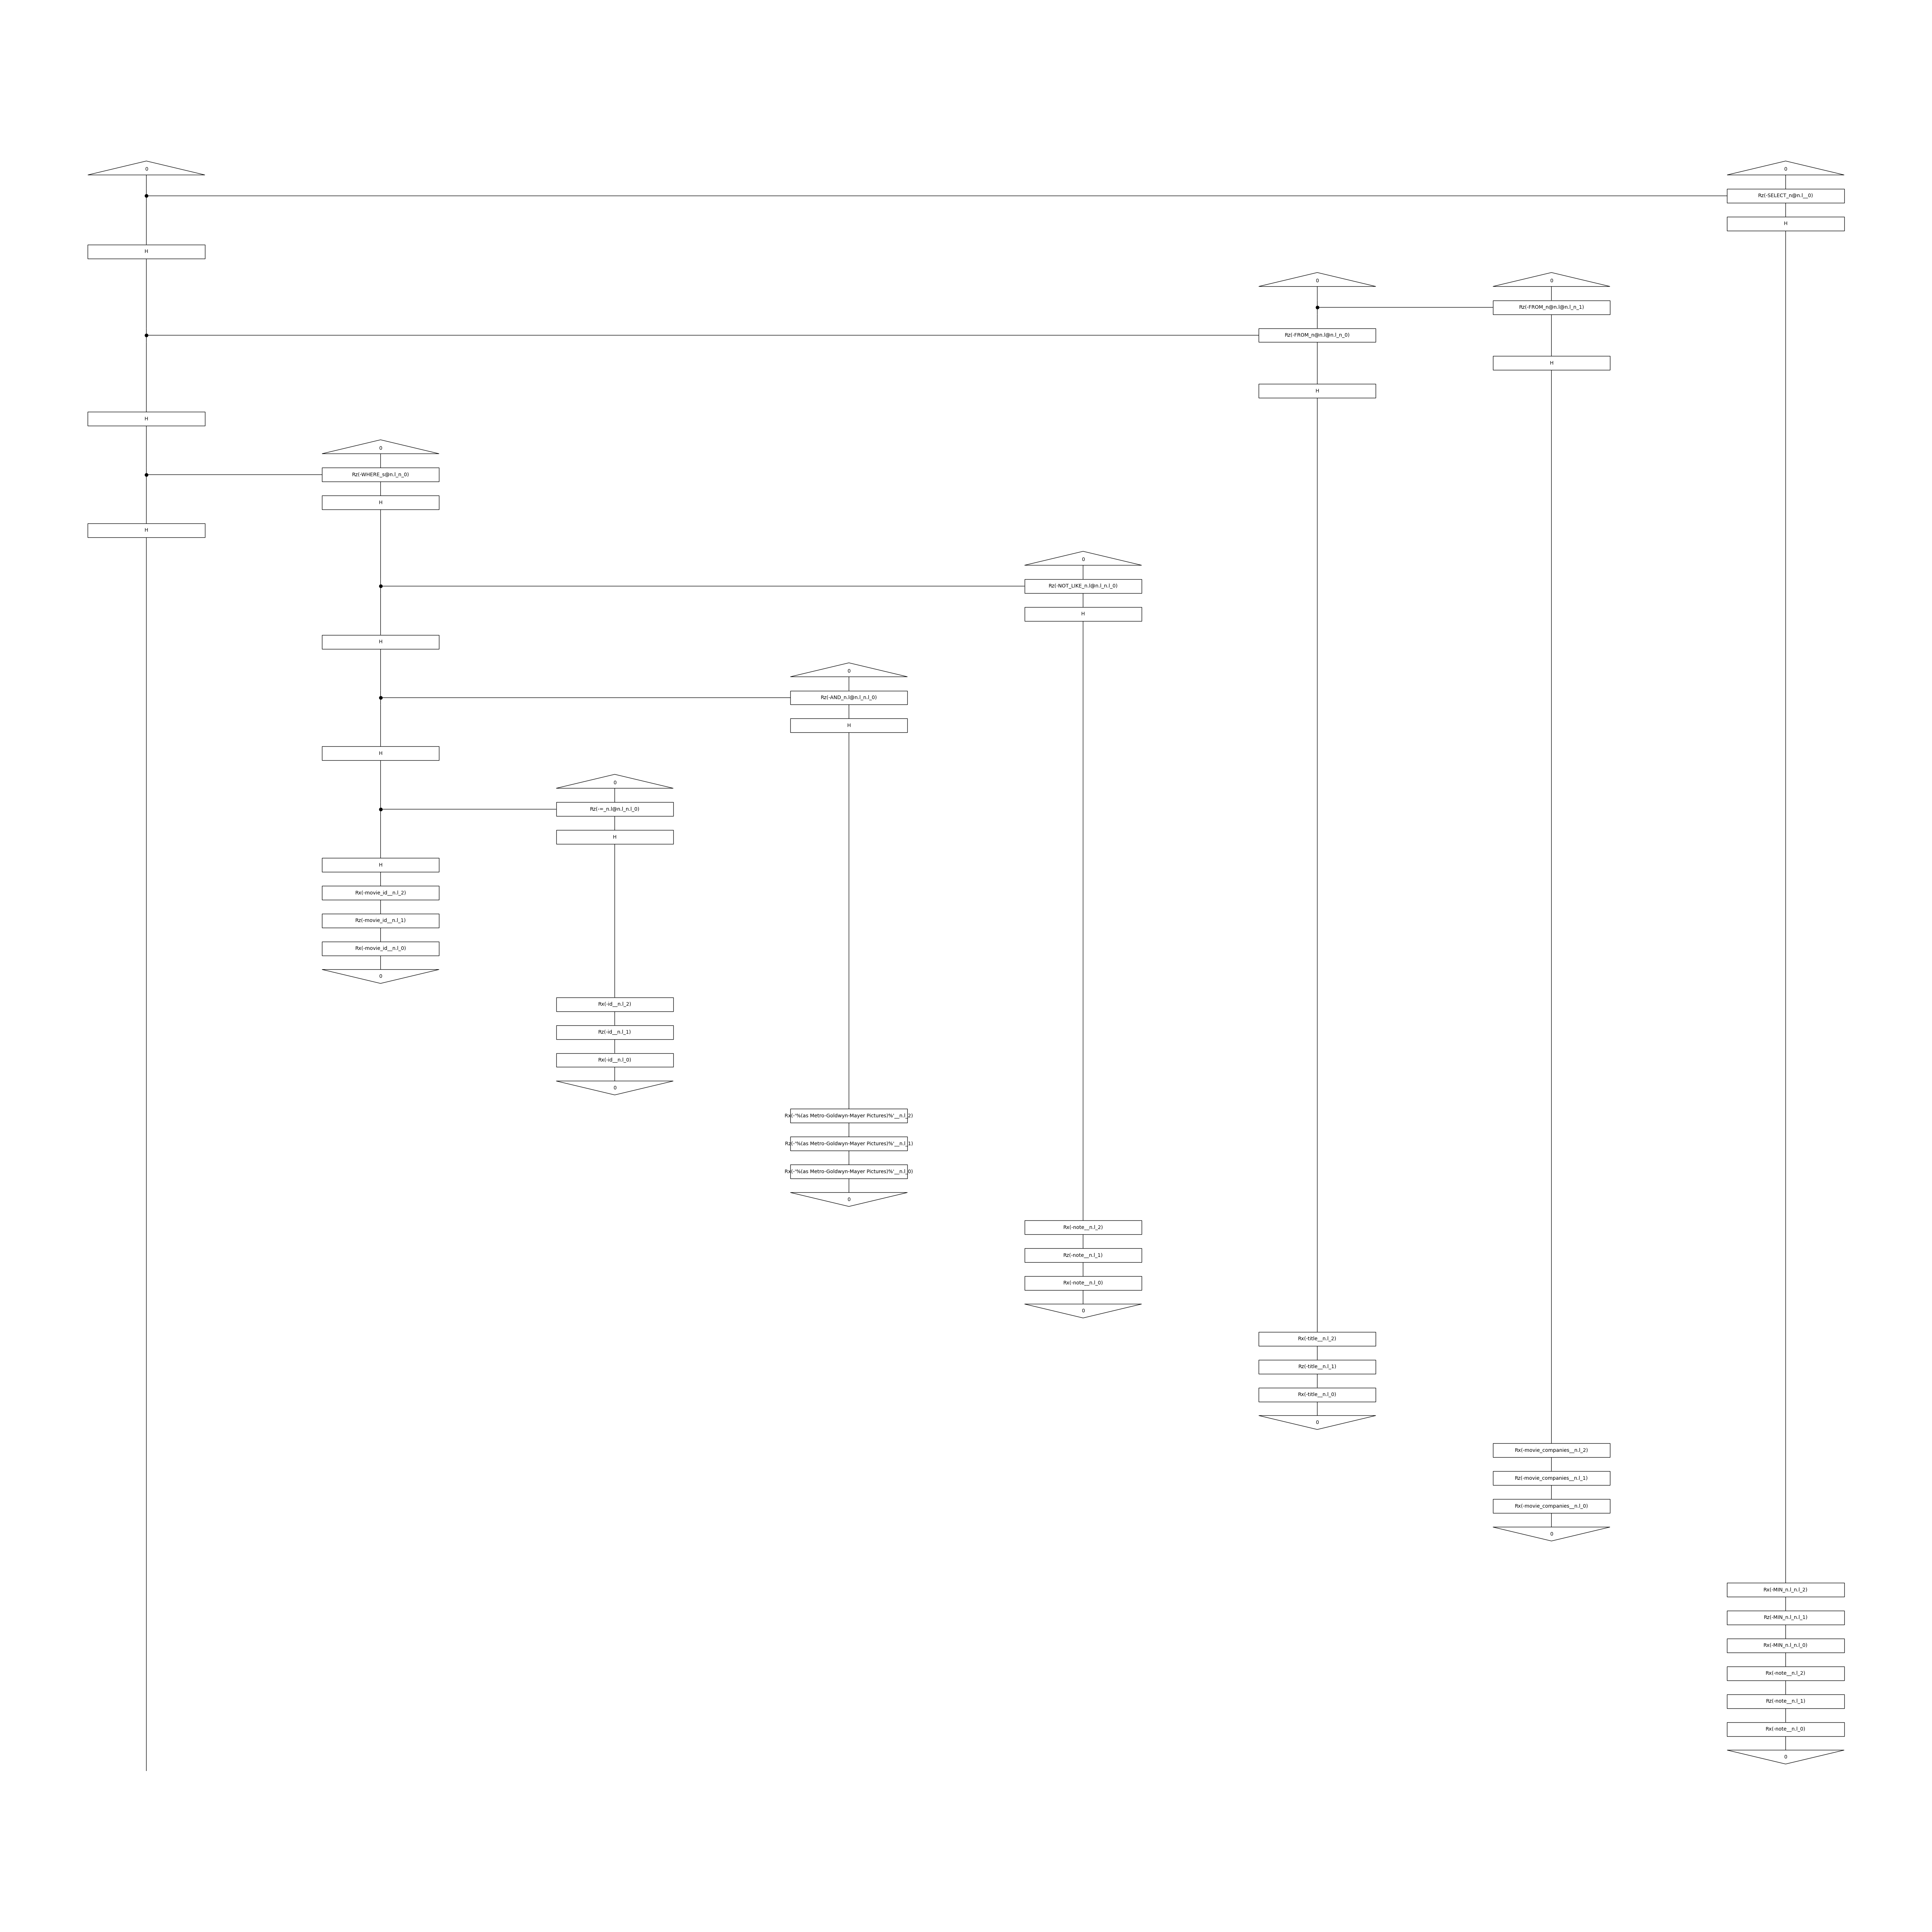 0 0
Rz(-SELECT_n@n.l__0)
H
H
0 0
Rz(-FROM_n@n.l@n.l_n_1)
Rz(-FROM_n@n.l@n.l_n_0)
H
H
H
0
Rz(-WHERE_s@n.l_n_0)
H
H
0
Rz(-NOT_LIKE_n.l@n.l_n.l_0)
H
H
0
Rz(-AND_n.l@n.l_n.l_0)
H
H
0
Rz(-=_n.l@n.l_n.l_0)
H
H
Rx(-movie_id__n.l_2)
Rz(-movie_id__n.l_1)
Rx(-movie_id__n.l_0)
0
Rx(-id__n.l_2)
Rz(-id__n.l_1)
Rx(-id__n.l_0)
0
Rx(-'%(as Metro-Goldwyn-Mayer Pictures)%'__n.l_2)
Rz(-'%(as Metro-Goldwyn-Mayer Pictures)%'__n.l_1)
Rx(-'%(as Metro-Goldwyn-Mayer Pictures)%'__n.l_0)
0
Rx(-note__n.l_2)
Rz(-note__n.l_1)
Rx(-note__n.l_0)
0
Rx(-title__n.l_2)
Rz(-title__n.l_1)
Rx(-title__n.l_0)
0
Rx(-movie_companies__n.l_2)
Rz(-movie_companies__n.l_1)
Rx(-movie_companies__n.l_0)
0
Rx(-MIN_n.l_n.l_2)
Rz(-MIN_n.l_n.l_1)
Rx(-MIN_n.l_n.l_0)
Rx(-note__n.l_2)
Rz(-note__n.l_1)
Rx(-note__n.l_0)
0